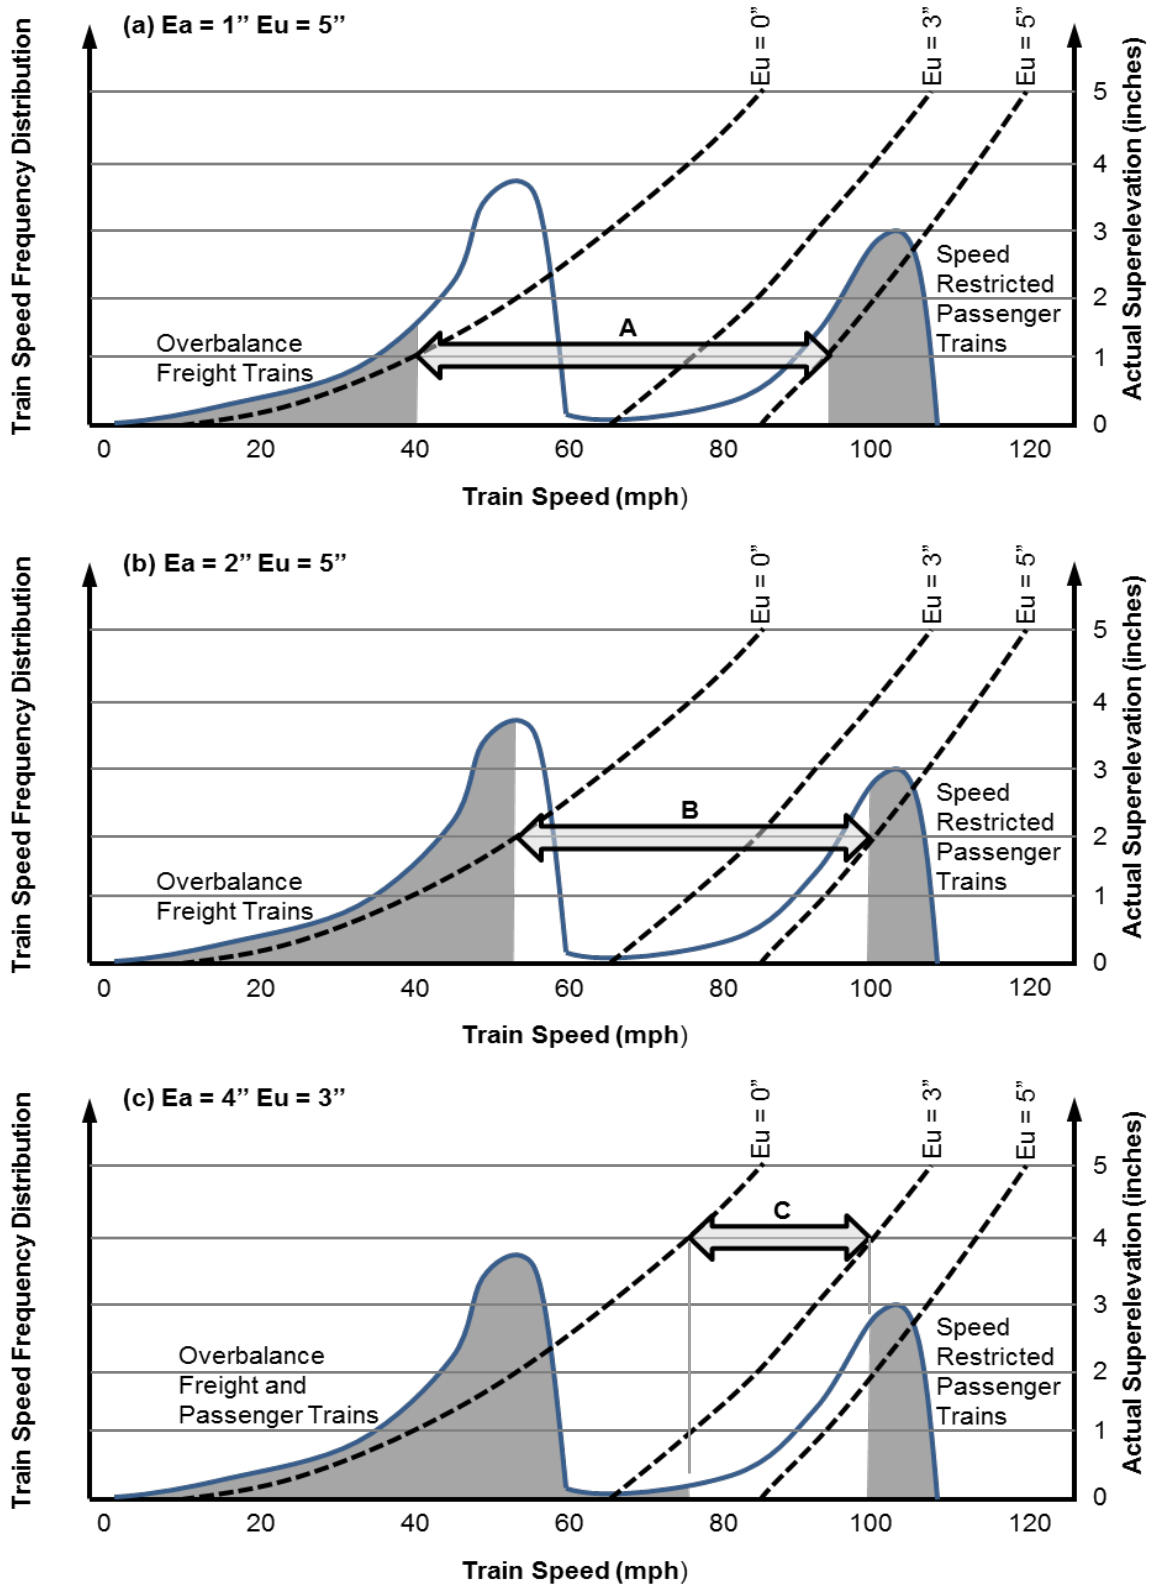 (a) Ea = 1” Eu = 5”
Eu = 0”
Eu = 3”
Eu = 5”
Train Speed Frequency Distribution
Actual Superelevation (inches)
5
4
3
2
1
0
Overbalance
Freight Trains
A
Speed
Restricted
Passenger
Trains
0 20 40 60 80 100 120
Train Speed (mph)
(b) Ea = 2” Eu = 5”
Eu = 0”
Eu = 3”
Eu = 5”
Train Speed Frequency Distribution
Actual Superelevation (inches)
5
4
3
2
1
0
Overbalance
Freight Trains
B
Speed
Restricted
Passenger
Trains
0 20 40 60 80 100 120
Train Speed (mph)
(c) Ea = 4” Eu = 3”
Eu = 0”
Eu = 3”
Eu = 5”
Train Speed Frequency Distribution
Actual Superelevation (inches)
5
4
3
2
1
0
Overbalance
Freight and
Passenger Trains
C
Speed
Restricted
Passenger
Trains
0 20 40 60 80 100 120
Train Speed (mph)